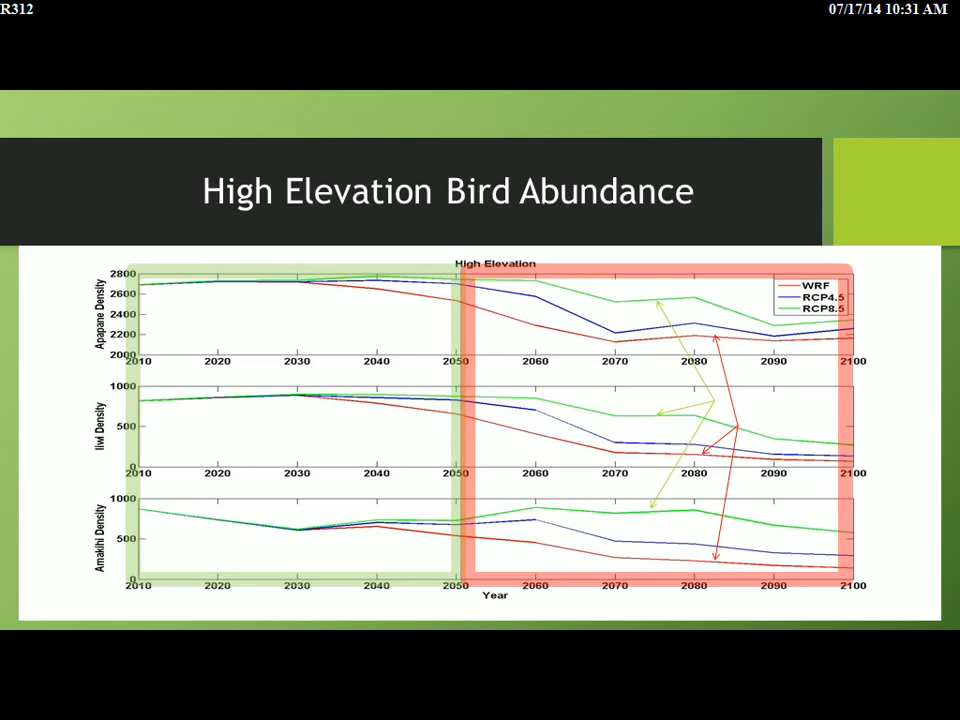 R312
07/17/14 10:31 AM
High Elevation Bird Abundance
High Elevation
Apapane Density
2800
2600
2400
2200
2000
2010 2020 2030 2040 2050 2060 2070 2080 2090 2100
WRF
RCP4.5
RCP8.5
Iiwi Density
1000
500
0
2010 2020 2030 2040 2050 2060 2070 2080 2090 2100
Amakihi Density
1000
500
0
2010 2020 2030 2040 2050 2060 2070 2080 2090 2100
Year